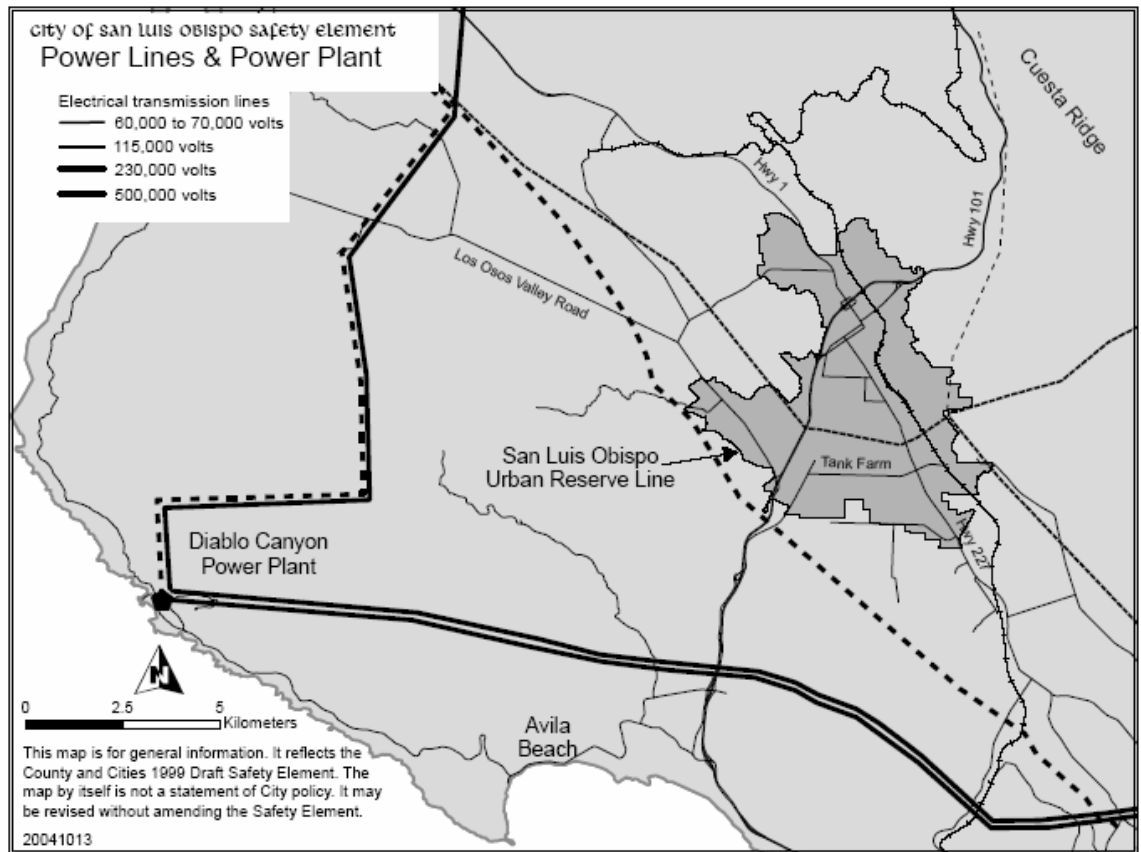 city of san luis obispo safety element
Power Lines & Power Plant
Electrical transmission lines
60,000 to 70,000 volts
115,000 volts
230,000 volts
500,000 volts
Cuesta Ridge
Hwy 1
Hwy 101
Los Osos Valley Road
San Luis Obispo
Urban Reserve Line
Tank Farm
Hwy 227
Diablo Canyon
Power Plant
N
0 2.5 5
Kilometers
Avila
Beach
This map is for general information. It reflects the
County and Cities 1999 Draft Safety Element. The
map by itself is not a statement of City policy. It may
be revised without amending the Safety Element.
20041013